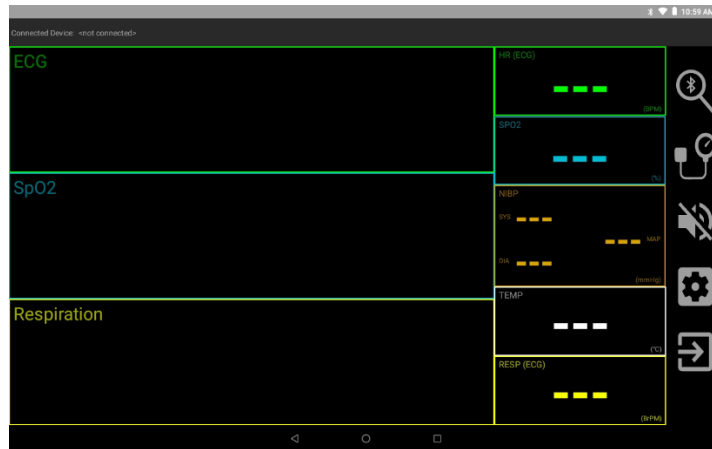 10:59 AM
Connected Device: <not connected>
ECG
HR (ECG)
--- 
(BPM)
SPO2
---
(%)
SpO2
NIBP
SYS ---
--- MAP
DIA ---
(mmHg)
TEMP
---
(°C)
Respiration
RESP (ECG)
---
(BrPM)